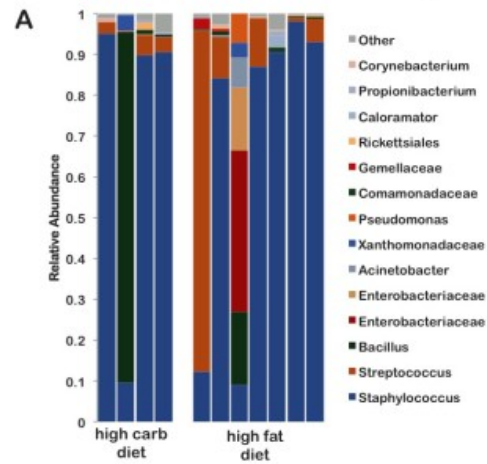 A
Relative Abundance
1
0.9
0.8
0.7
0.6
0.5
0.4
0.3
0.2
0.1
0
high carb
diet
high fat
diet
Other
Corynebacterium
Propionibacterium
Caloramator
Rickettsiales
Gemellaceae
Comamonadaceae
Pseudomonas
Xanthomonadaceae
Acinetobacter
Enterobacteriaceae
Enterobacteriaceae
Bacillus
Streptococcus
Staphylococcus